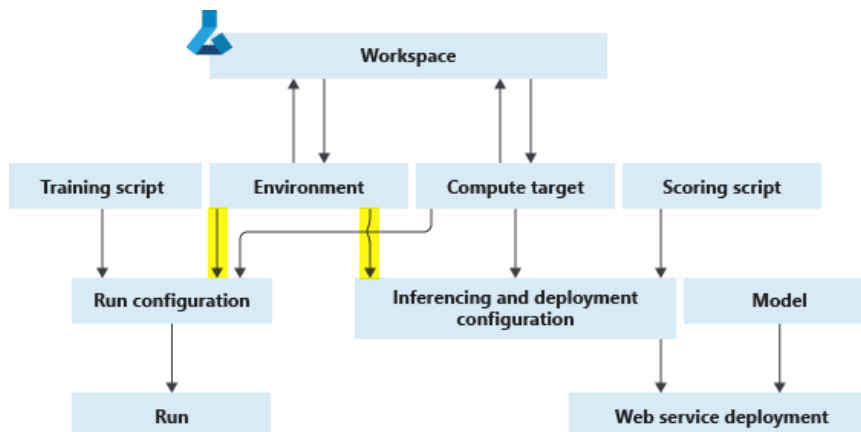 Workspace
Training script
Environment
Compute target
Scoring script
Run configuration
Inferencing and deployment
configuration
Model
Run
Web service deployment